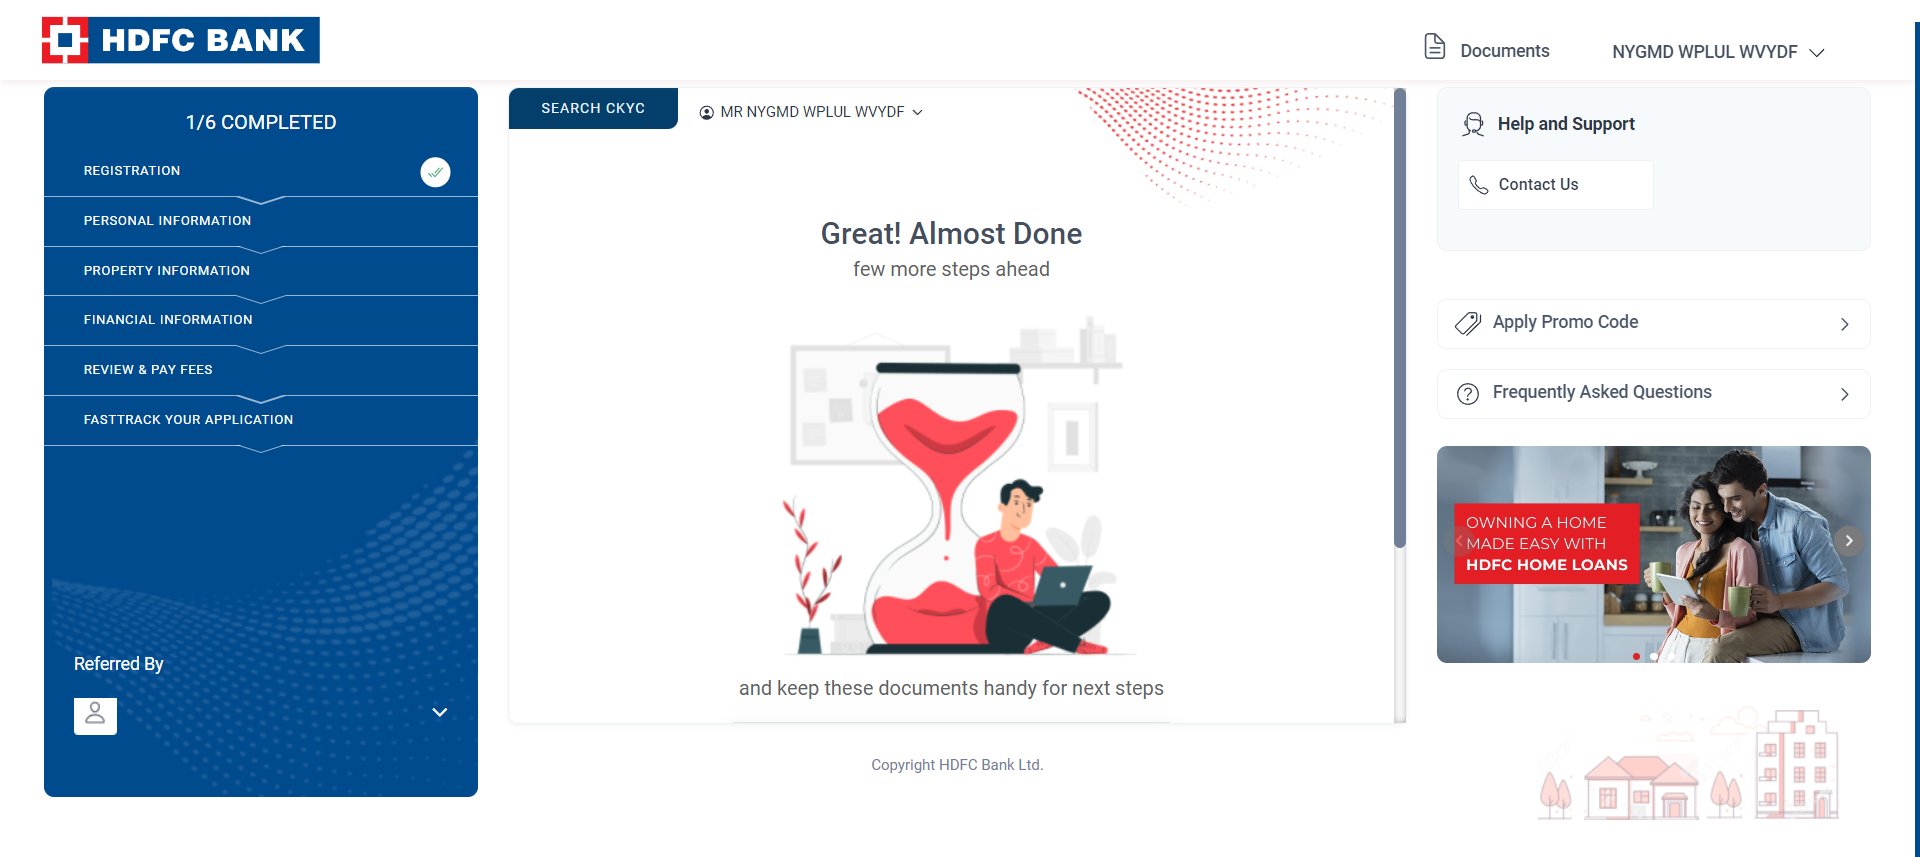 HDFC BANK
Documents
NYGMD WPLUL WVYDF
1/6 COMPLETED
REGISTRATION
PERSONAL INFORMATION
PROPERTY INFORMATION
FINANCIAL INFORMATION
REVIEW & PAY FEES
FASTTRACK YOUR APPLICATION
Referred By
SEARCH CKYC
MR NYGMD WPLUL WVYDF
Great! Almost Done
few more steps ahead
and keep these documents handy for next steps
Copyright HDFC Bank Ltd.
Help and Support
Contact Us
Apply Promo Code
Frequently Asked Questions
OWNING A HOME
MADE EASY WITH
HDFC HOME LOANS